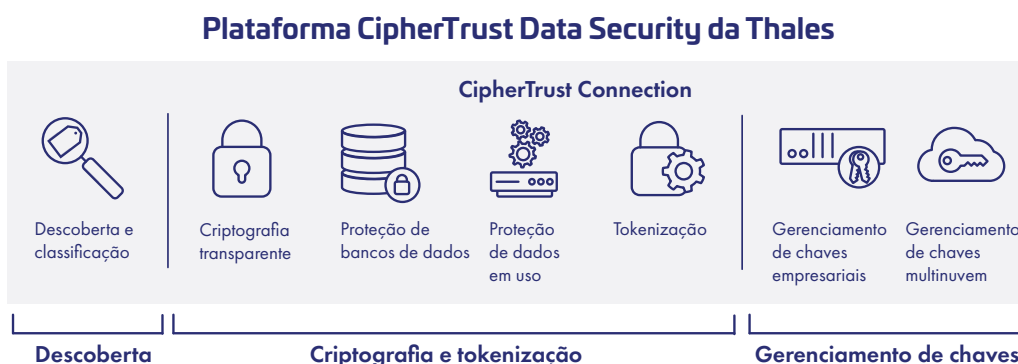 Plataforma CipherTrust Data Security da Thales
CipherTrust Connection
Descoberta e
classificação
Criptografia
transparente
Proteção de
bancos de dados
Proteção
de dados
em uso
Tokenização
Gerenciamento
de chaves
empresariais
Gerenciamento
de chaves
multinuvem
Descoberta
Criptografia e tokenização
Gerenciamento de chaves